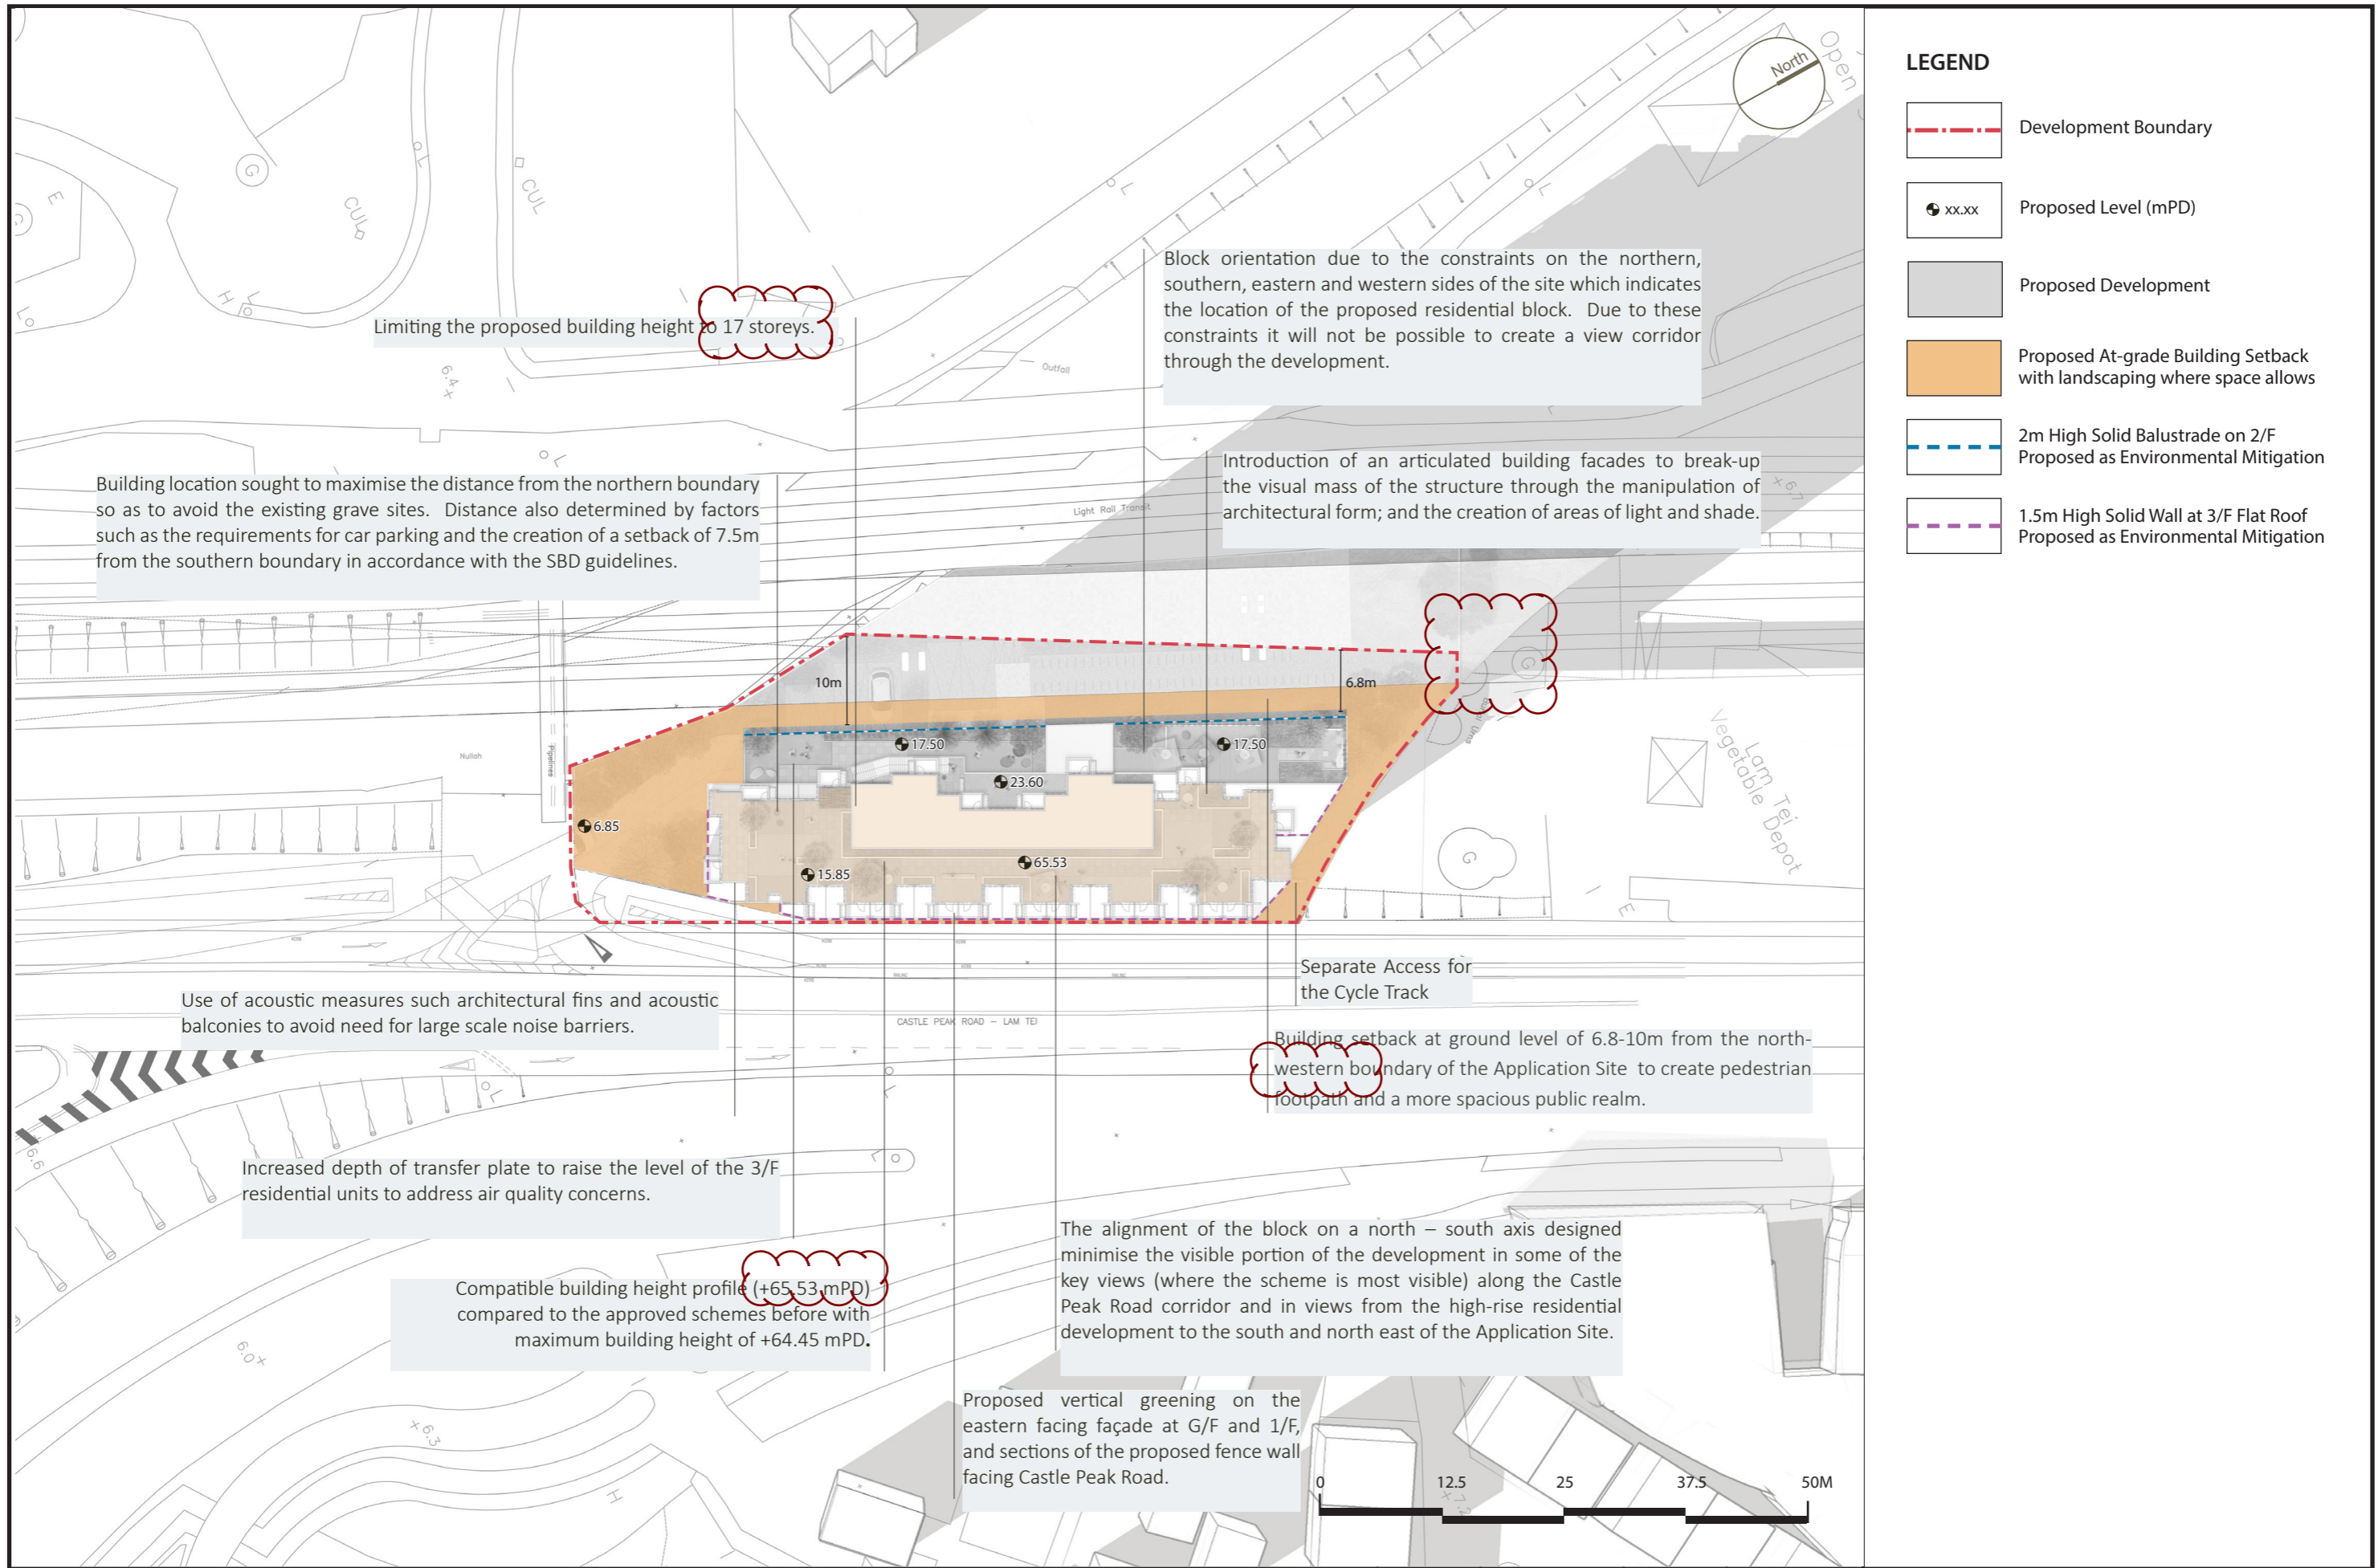 North
Open
G
E
CUL
CUL
H
L
L
L
L
6.4
Limiting the proposed building height to 17 storeys.
Block orientation due to the constraints on the northern,
southern, eastern and western sides of the site which indicates
the location of the proposed residential block. Due to these
constraints it will not be possible to create a view corridor
through the development.
Outfall
Building location sought to maximise the distance from the northern boundary
so as to avoid the existing grave sites. Distance also determined by factors
such as the requirements for car parking and the creation of a setback of 7.5m
from the southern boundary in accordance with the SBD guidelines.
Introduction of an articulated building facades to break-up
the visual mass of the structure through the manipulation of
architectural form; and the creation of areas of light and shade.
6.7
Light Rail Transit
10m
6.8m
G
Nullah
Pipelines
17.50
17.50
23.60
6.85
15.85
65.53
Lam Tei
Vegetable Depot
G
E
Separate Access for
the Cycle Track
Use of acoustic measures such architectural fins and acoustic
balconies to avoid need for large scale noise barriers.
CASTLE PEAK ROAD – LAM TEI
Building setback at ground level of 6.8-10m from the north-
western boundary of the Application Site to create pedestrian
footpath and a more spacious public realm.
6.6
Increased depth of transfer plate to raise the level of the 3/F
residential units to address air quality concerns.
The alignment of the block on a north – south axis designed
minimise the visible portion of the development in some of the
key views (where the scheme is most visible) along the Castle
Peak Road corridor and in views from the high-rise residential
development to the south and north east of the Application Site.
Compatible building height profile (+65.53 mPD)
compared to the approved schemes before with
maximum building height of +64.45 mPD.
6.0
6.3
H
Proposed vertical greening on the
eastern facing façade at G/F and 1/F,
and sections of the proposed fence wall
facing Castle Peak Road.
0 12.5 25 37.5 50M
LEGEND
Development Boundary
xx.xx
Proposed Level (mPD)
Proposed Development
Proposed At-grade Building Setback
with landscaping where space allows
2m High Solid Balustrade on 2/F
Proposed as Environmental Mitigation
1.5m High Solid Wall at 3/F Flat Roof
Proposed as Environmental Mitigation